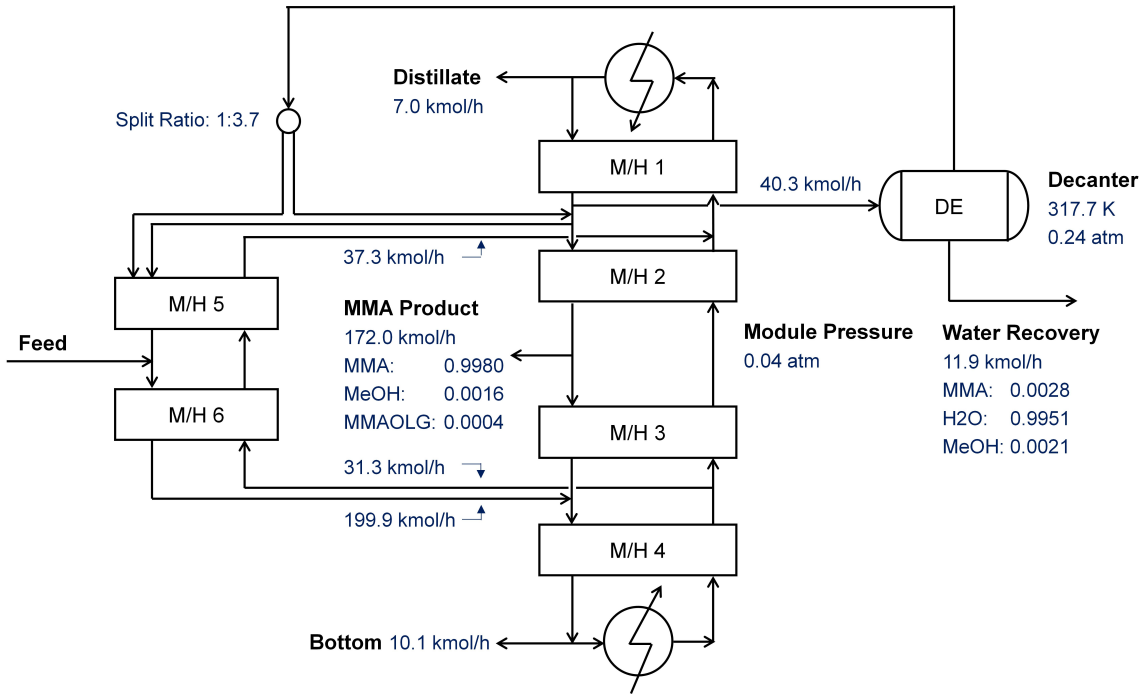 Distillate
7.0 kmol/h
Split Ratio: 1:3.7
M/H 1
40.3 kmol/h
DE
Decanter
317.7 K
0.24 atm
37.3 kmol/h
M/H 2
M/H 5
MMA Product
172.0 kmol/h
MMA: 0.9980
MeOH: 0.0016
MMAOLG: 0.0004
Module Pressure
0.04 atm
Water Recovery
11.9 kmol/h
MMA: 0.0028
H2O: 0.9951
MeOH: 0.0021
Feed
M/H 6
M/H 3
31.3 kmol/h
199.9 kmol/h
M/H 4
Bottom 10.1 kmol/h